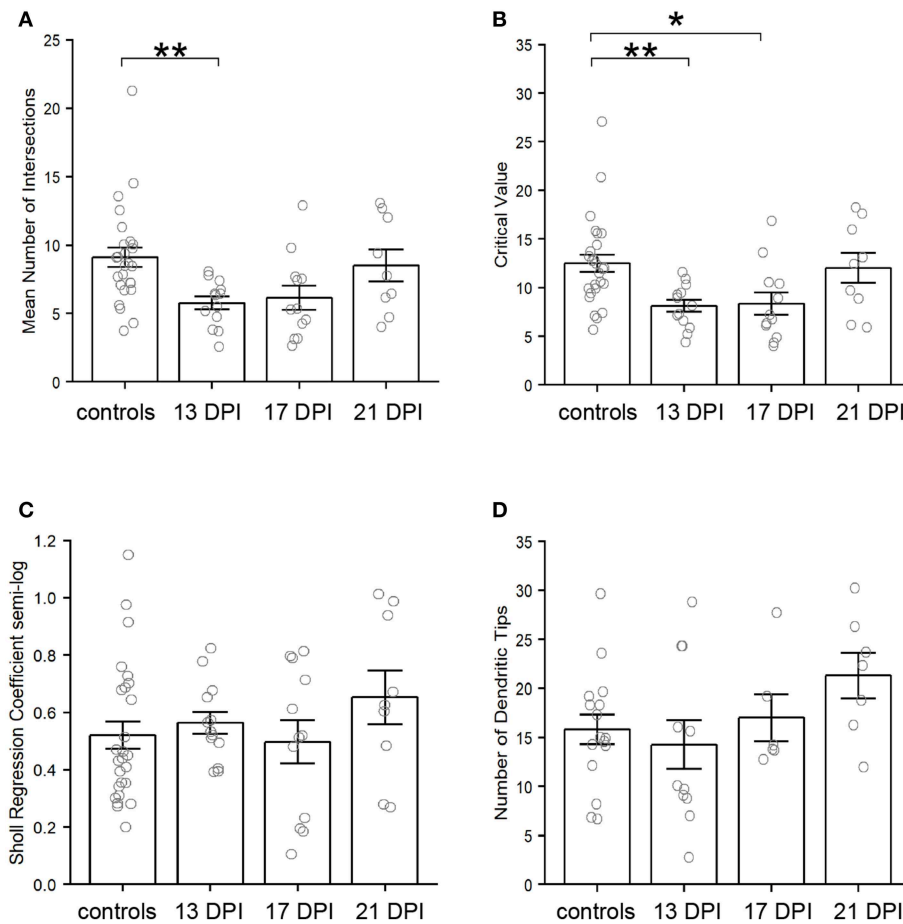 A
Mean Number of Intersections
25
20
15
10
5
0
**
controls 13 DPI 17 DPI 21 DPI
B
Critical Value
35
30
25
20
15
10
5
0
*
**
controls 13 DPI 17 DPI 21 DPI
C
Sholl Regression Coefficient semi-log
1.2
1.0
0.8
0.6
0.4
0.2
0.0
controls 13 DPI 17 DPI 21 DPI
D
Number of Dendritic Tips
35
30
25
20
15
10
5
0
controls 13 DPI 17 DPI 21 DPI